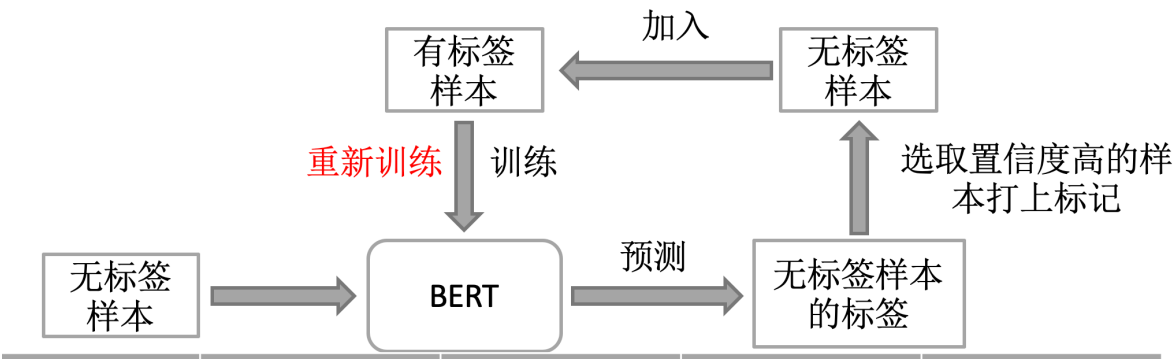 加入
有标签
样本
无标签
样本
重新训练
训练
选取置信度高的样
本打上标记
无标签
样本
BERT
预测
无标签样本
的标签